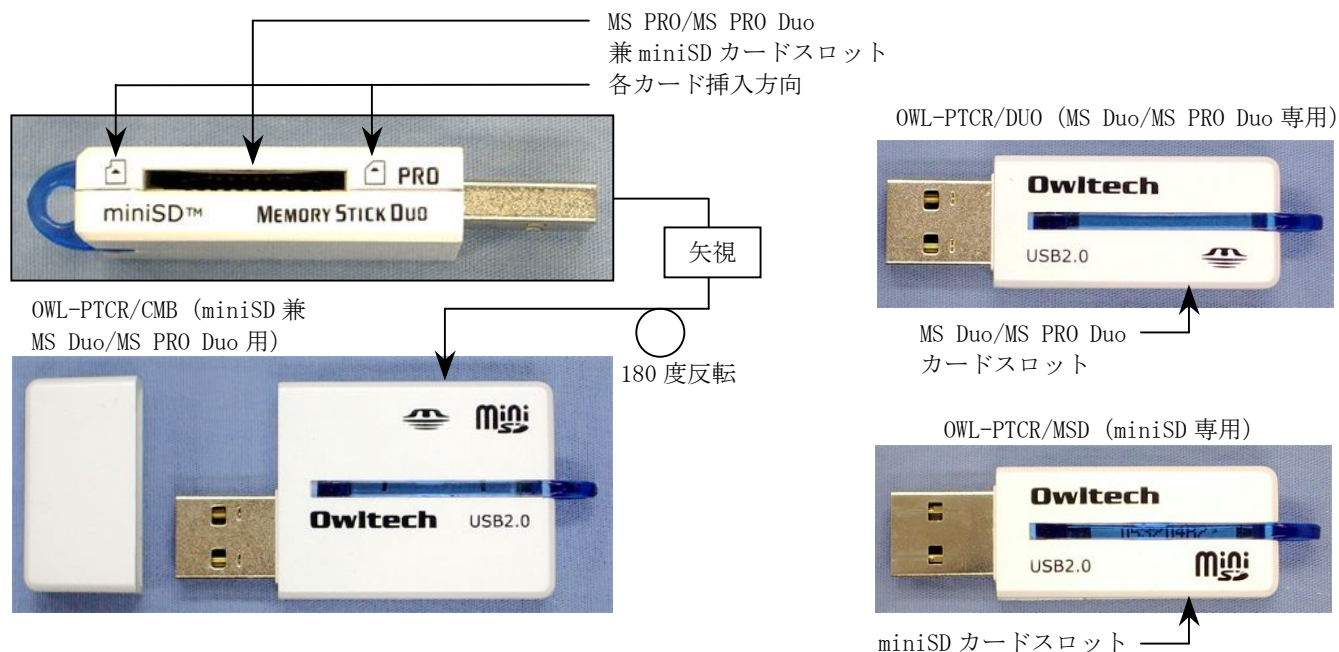 MS PRO/MS PRO Duo
兼 miniSD カードスロット
各カード挿入方向
PRO
miniSD™ MEMORY STICK DUO
矢視
180 度反転
OWL-PTCR/CMB (miniSD 兼
MS Duo/MS PRO Duo 用)
mini
SD
Owltech USB2.0
OWL-PTCR/DUO (MS Duo/MS PRO Duo 専用)
Owltech
USB2.0
MS Duo/MS PRO Duo
カードスロット
OWL-PTCR/MSD (miniSD 専用)
Owltech
USB2.0
mini
SD
miniSD カードスロット